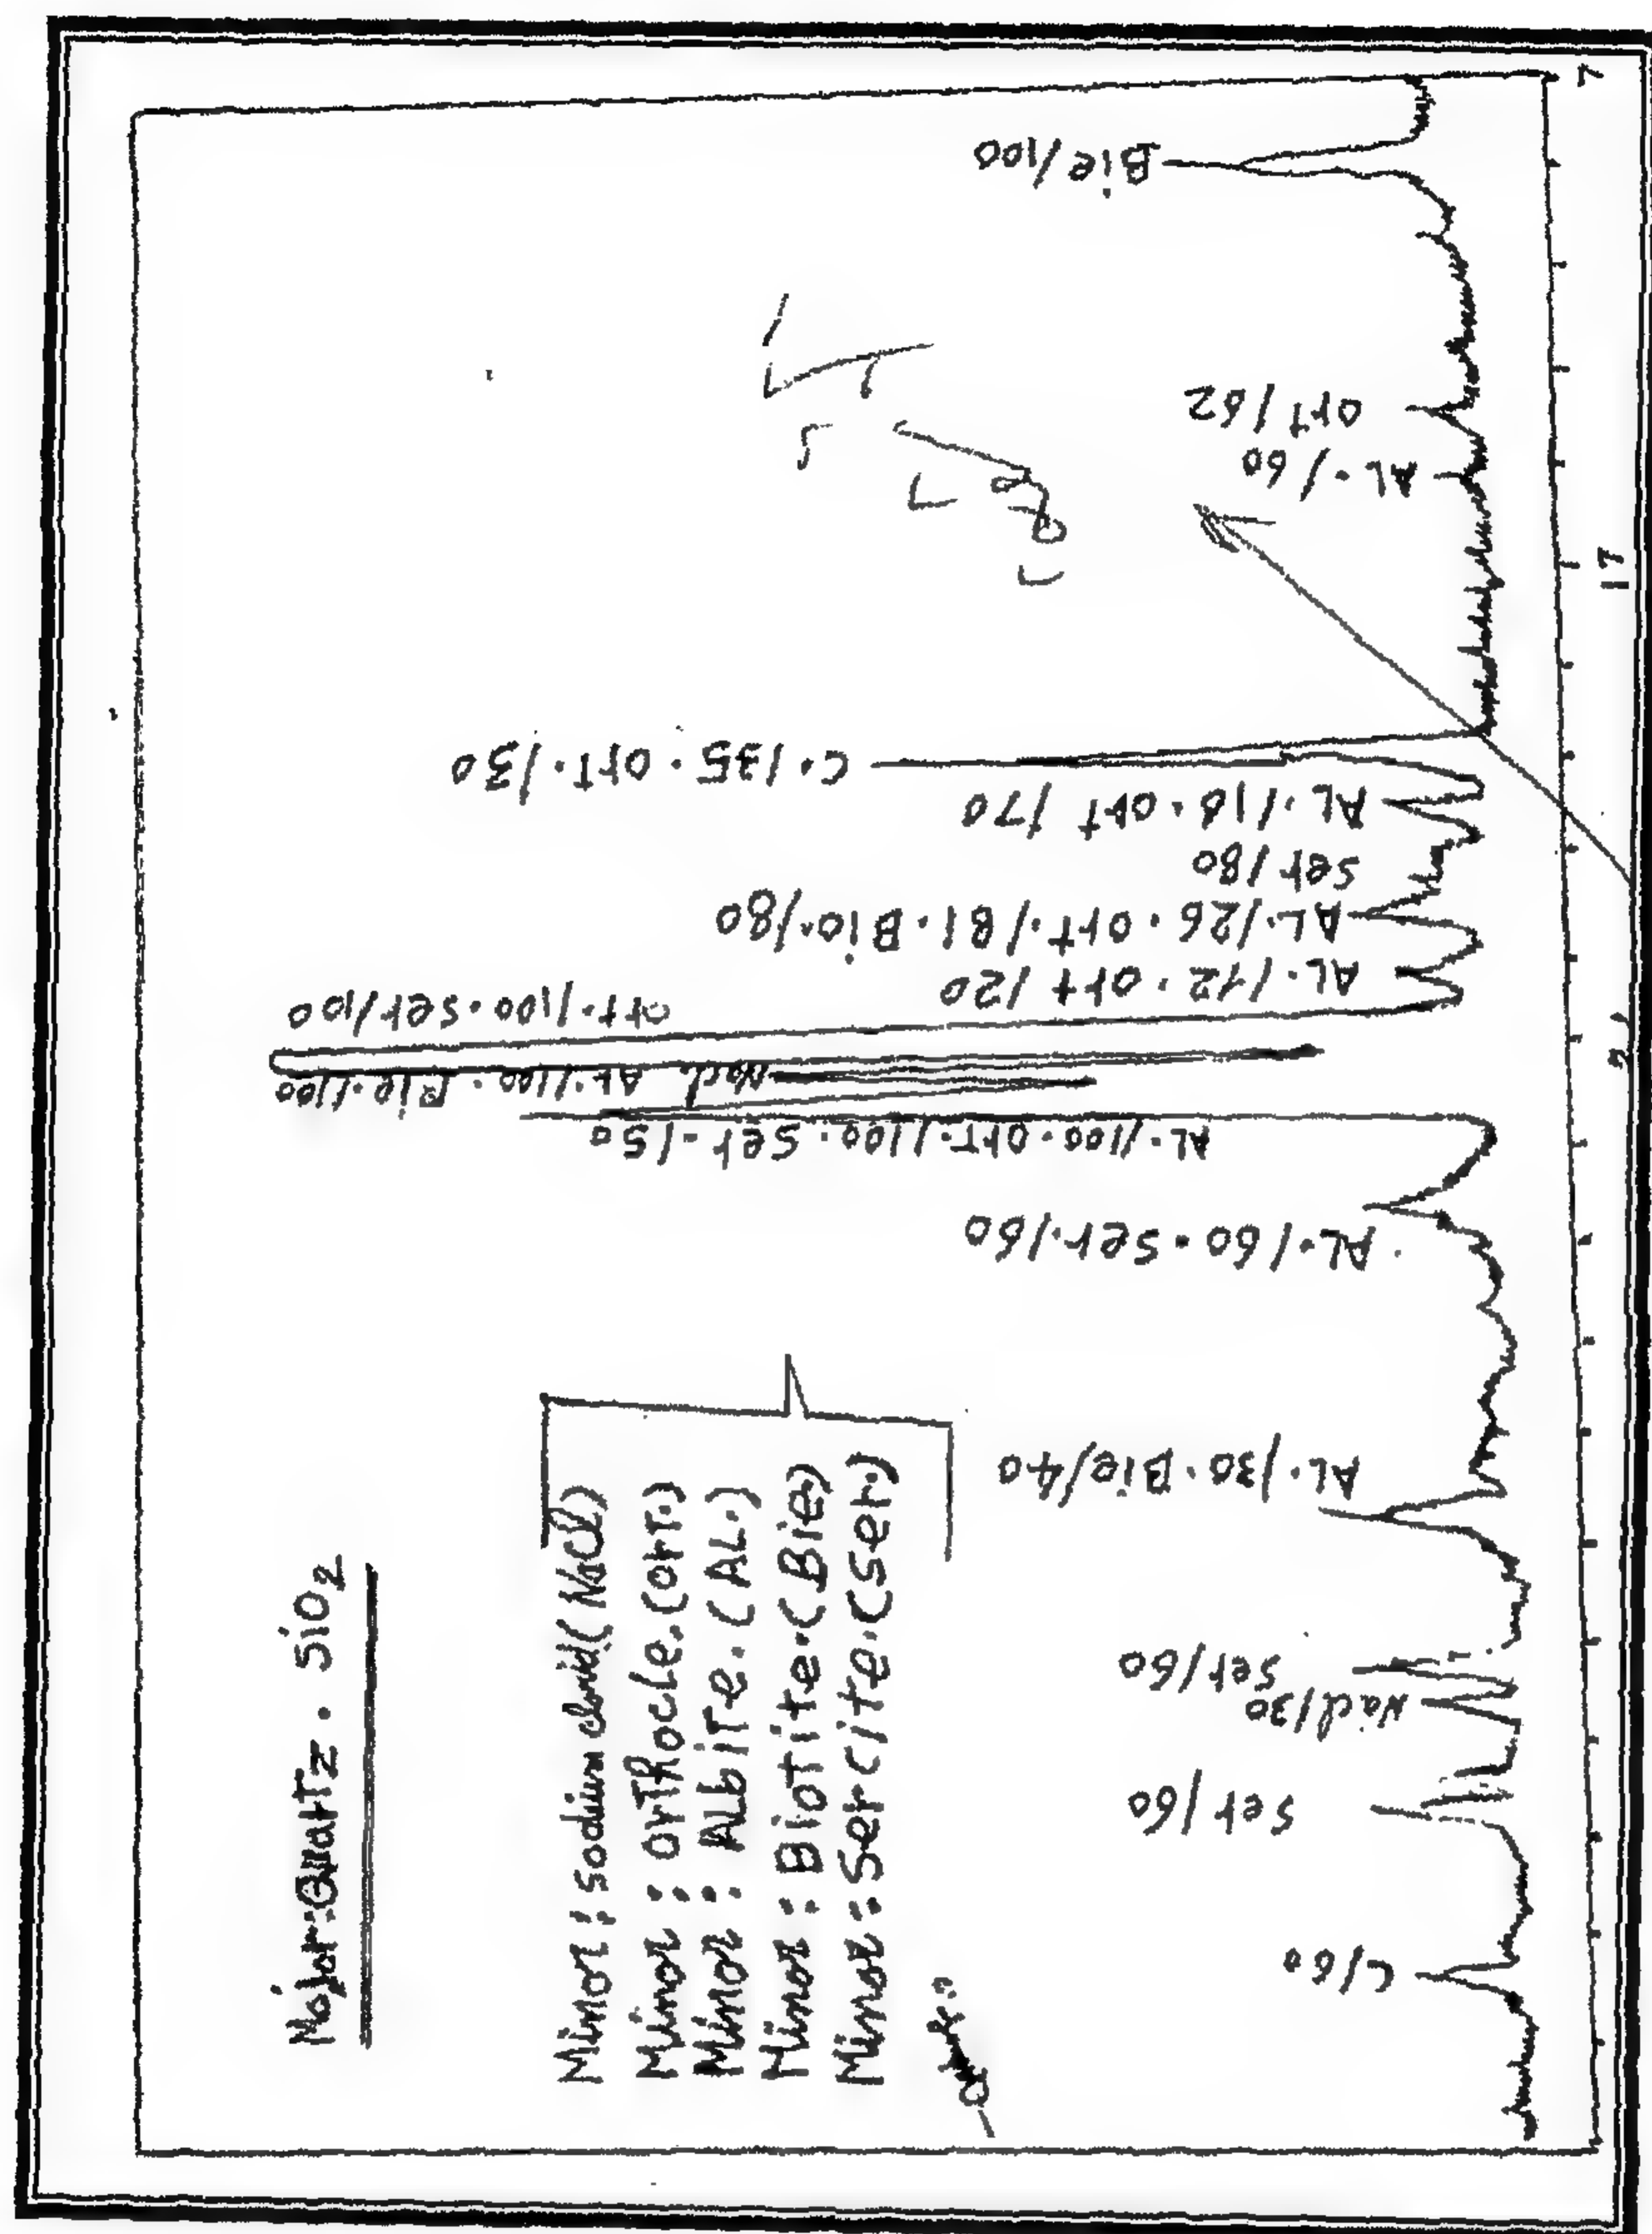 Major: Quartz. SiO2
Minor : sodium clorid (NaCl)
Minor : orthocle. (ort.)
Minor : Albite. (AL.)
Minor : Biotite. (Bie)
Minor : Sercite. (ser.)
C/60
Ser/60
Nacl/30
Ser/60
AL. /30. Bie/40
AL. /60. Ser. /60
AL. /100. ort. /100. Ser. /50
Nacl AL. /100. Bie. /100
ort. /100. Ser/100
AL. /12. ort /20
AL. /26. ort. /81. Bio. /80
Ser /80
AL. /16. ort /70
C. /35. ort. /30
AL. /60
ort /62
Bie/100
17
7